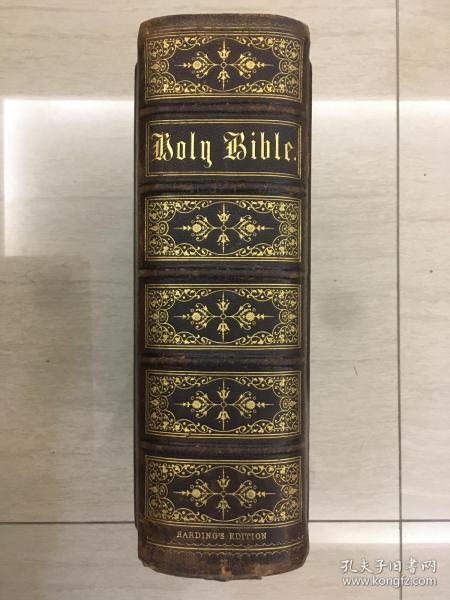 Holy Bible.
HARDING'S EDITION
孔夫子旧书网
www.kongfz.com